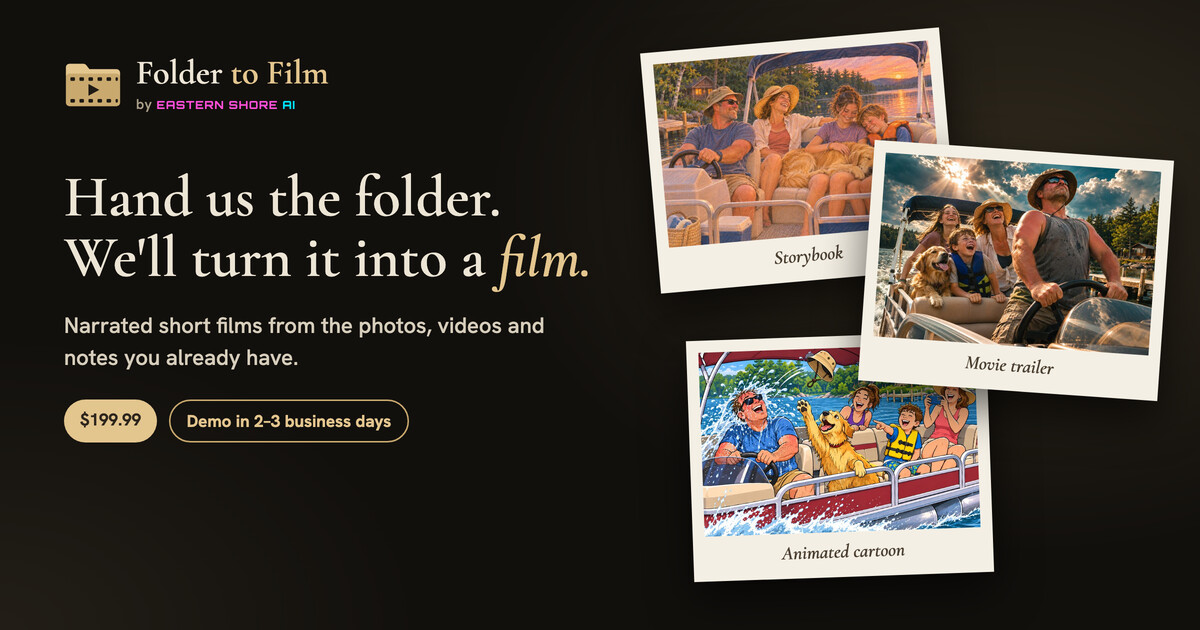 Folder to Film
by EASTERN SHORE AI
Hand us the folder.
We'll turn it into a film.
Narrated short films from the photos, videos and
notes you already have.
$199.99
Demo in 2–3 business days
Storybook
Movie trailer
Animated cartoon